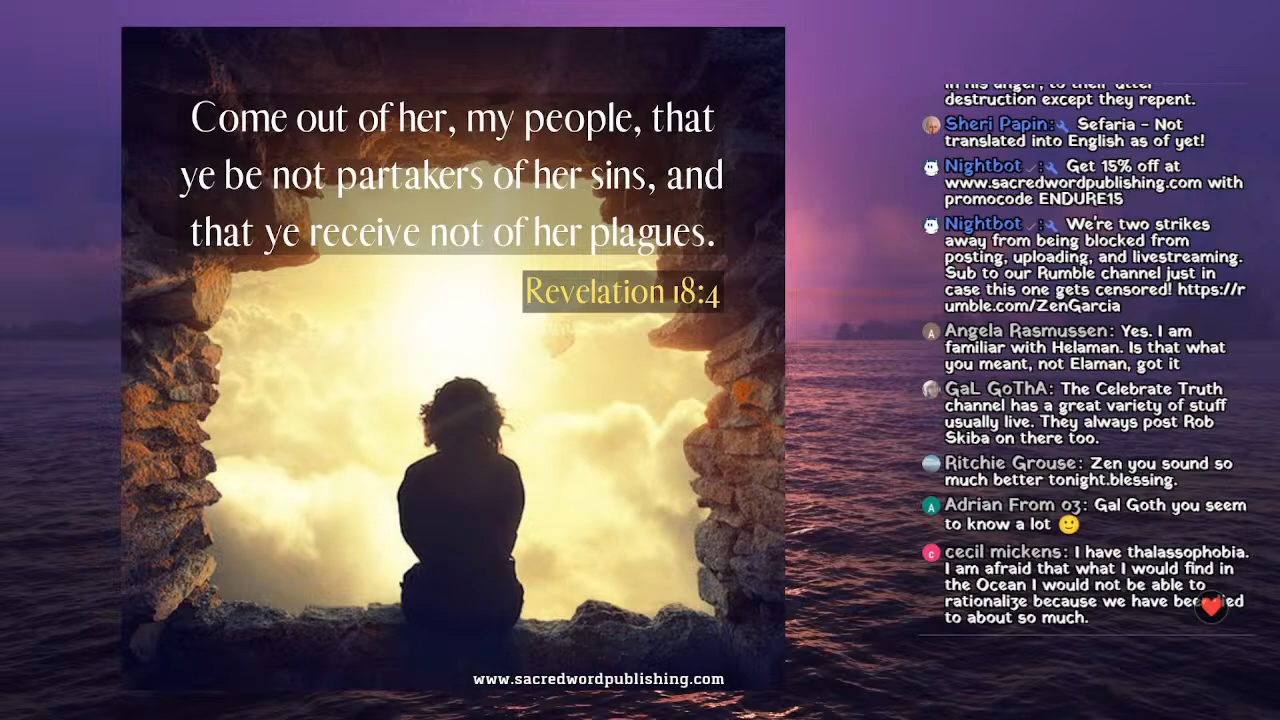 Come out of her, my people, that
ye be not partakers of her sins, and
that ye receive not of her plagues.
Revelation 18:4
www.sacredwordpublishing.com
in his anger, to their utter
destruction except they repent.
Sheri Papin: Sefaria - Not
translated into English as of yet!
Nightbot : Get 15% off at
www.sacredwordpublishing.com with
promocode ENDURE15
Nightbot : We're two strikes
away from being blocked from
posting, uploading, and livestreaming.
Sub to our Rumble channel just in
case this one gets censored! https://r
umble.com/ZenGarcia
A Angela Rasmussen: Yes. I am
familiar with Helaman. Is that what
you meant, not Elaman, got it
GaL GoThA: The Celebrate Truth
channel has a great variety of stuff
usually live. They always post Rob
Skiba on there too.
Ritchie Grouse: Zen you sound so
much better tonight.blessing.
A Adrian From 03: Gal Goth you seem
to know a lot 🙂
c cecil mickens: I have thalassophobia.
I am afraid that what I would find in
the Ocean I would not be able to
rationalize because we have
to about so much.